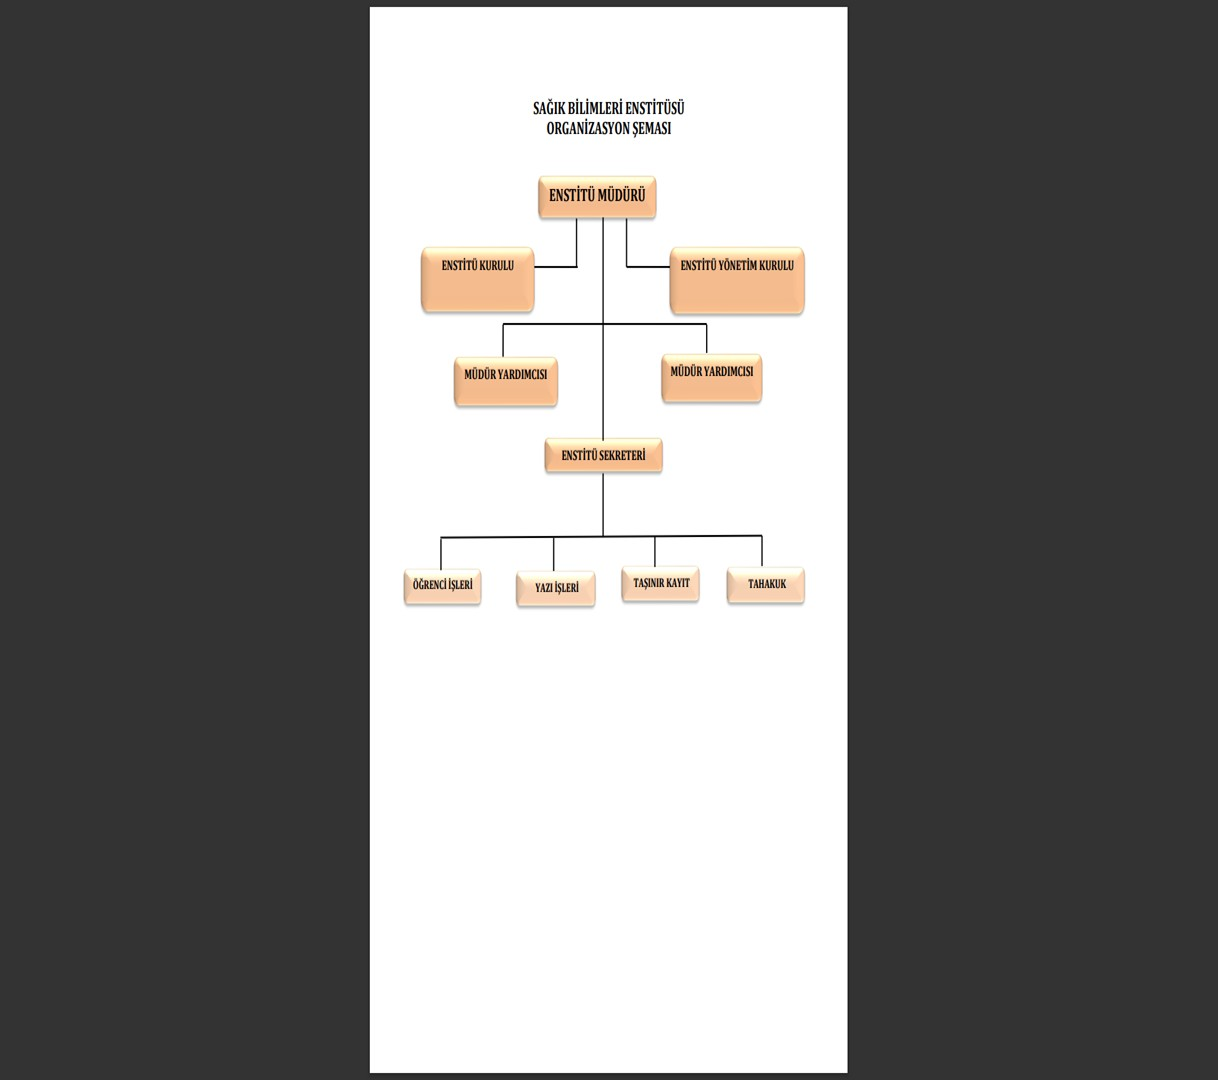 SAĞIK BİLİMLERİ ENSTİTÜSÜ
ORGANİZASYON ŞEMASI
ENSTİTÜ MÜDÜRÜ
ENSTİTÜ KURULU
ENSTİTÜ YÖNETİM KURULU
MÜDÜR YARDIMCISI
MÜDÜR YARDIMCISI
ENSTİTÜ SEKRETERİ
ÖĞRENCİ İŞLERİ
YAZI İŞLERİ
TAŞINIR KAYIT
TAHAKUK